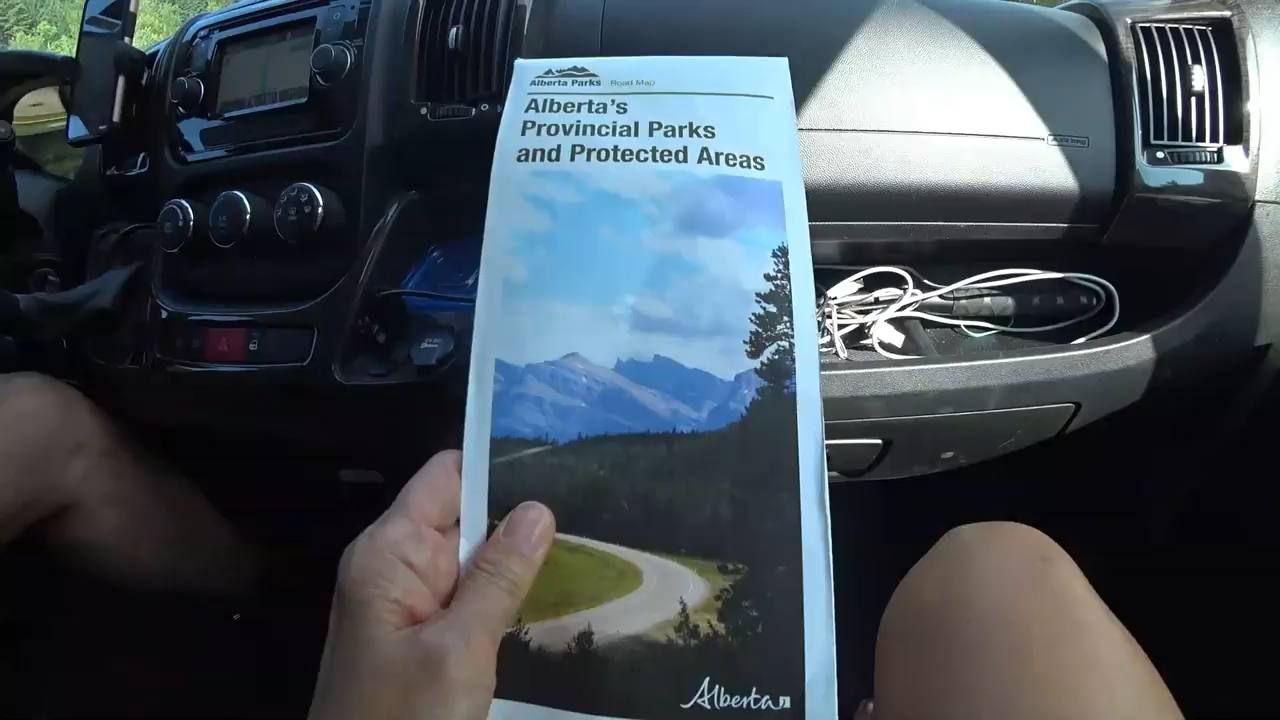 Alberta Parks Road Map
Alberta's
Provincial Parks
and Protected Areas
Alberta